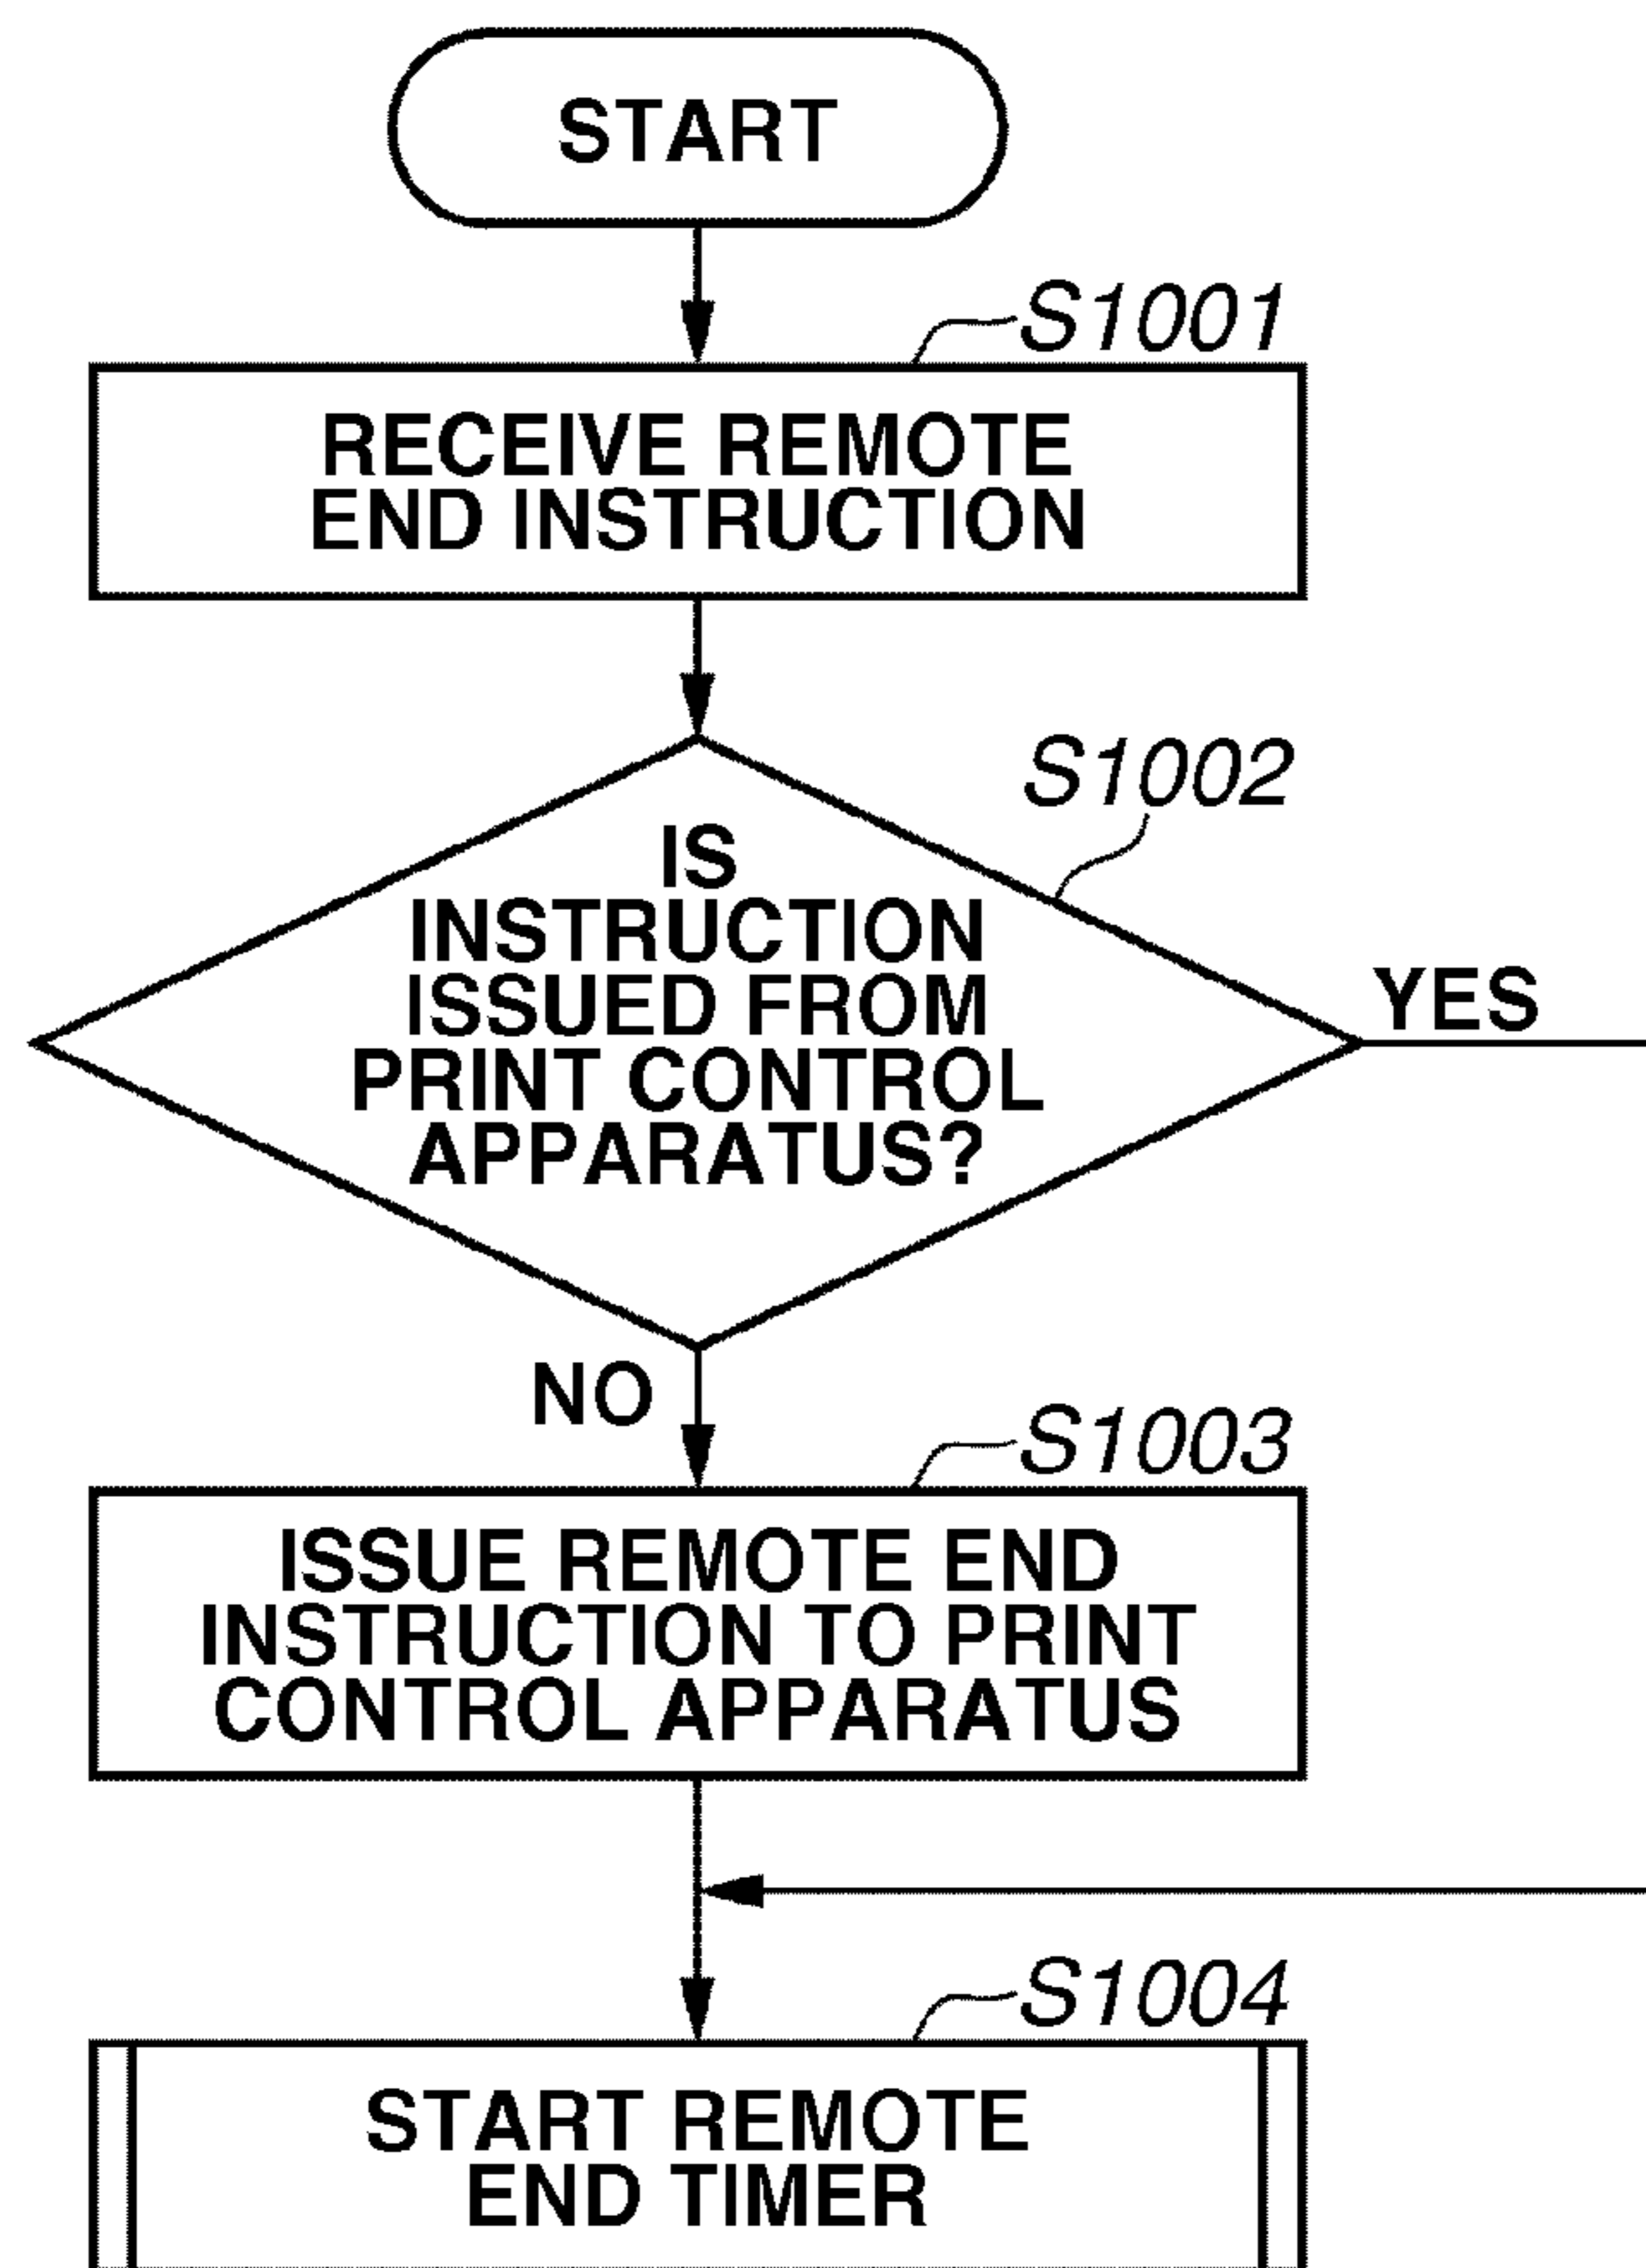 START
S1001
RECEIVE REMOTE
END INSTRUCTION
S1002
IS
INSTRUCTION
ISSUED FROM
PRINT CONTROL
APPARATUS?
YES
NO
S1003
ISSUE REMOTE END
INSTRUCTION TO PRINT
CONTROL APPARATUS
S1004
START REMOTE
END TIMER